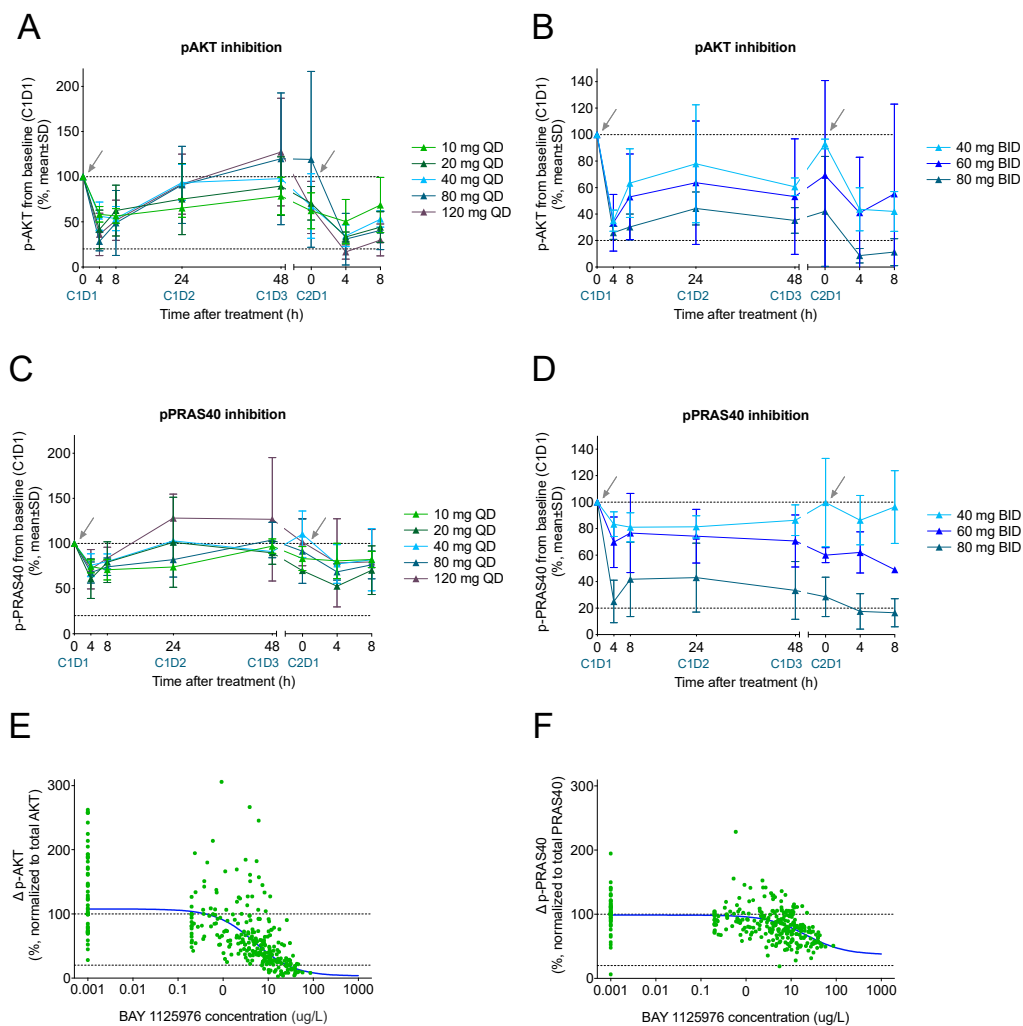 A
pAKT inhibition
p-AKT from baseline (C1D1)
(%, mean±SD)
200
150
100
50
0
0 4 8 24 48 0 4 8
C1D1 C1D2 C1D3 C2D1
Time after treatment (h)
10 mg QD
20 mg QD
40 mg QD
80 mg QD
120 mg QD
B
pAKT inhibition
p-AKT from baseline (C1D1)
(%, mean±SD)
140
120
100
80
60
40
20
0
0 4 8 24 48 0 4 8
C1D1 C1D2 C1D3 C2D1
Time after treatment (h)
40 mg BID
60 mg BID
80 mg BID
C
pPRAS40 inhibition
p-PRAS40 from baseline (C1D1)
(%, mean±SD)
200
150
100
50
0
0 4 8 24 48 0 4 8
C1D1 C1D2 C1D3 C2D1
Time after treatment (h)
10 mg QD
20 mg QD
40 mg QD
80 mg QD
120 mg QD
D
pPRAS40 inhibition
p-PRAS40 from baseline (C1D1)
(%, mean±SD)
140
120
100
80
60
40
20
0
0 4 8 24 48 0 4 8
C1D1 C1D2 C1D3 C2D1
Time after treatment (h)
40 mg BID
60 mg BID
80 mg BID
E
Δ p-AKT
(%, normalized to total AKT)
300
200
100
0
0.001 0.01 0.1 0 10 100 1000
BAY 1125976 concentration (ug/L)
F
Δ p-PRAS40
(%, normalized to total PRAS40)
300
200
100
0
0.001 0.01 0.1 0 10 100 1000
BAY 1125976 concentration (ug/L)